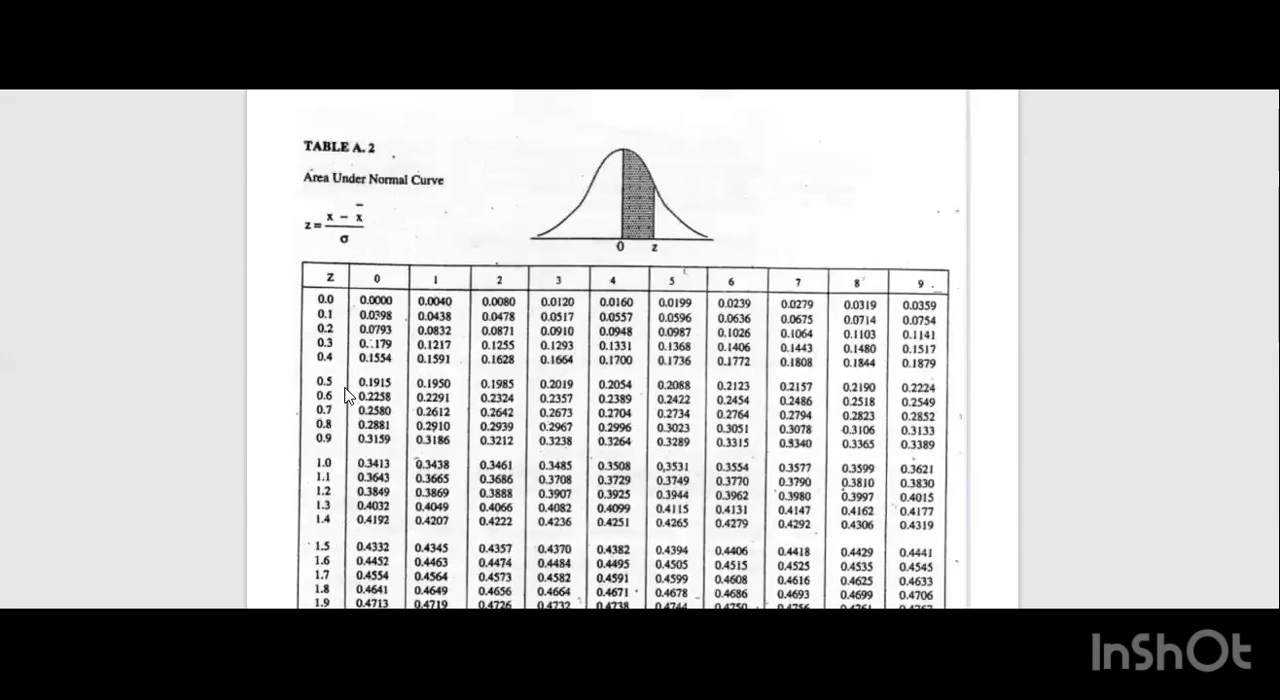 TABLE A. 2
Area Under Normal Curve
z = x - x̄
σ
0 z
Z 0 1 2 3 4 5 6 7 8 9
0.0 0.0000 0.0040 0.0080 0.0120 0.0160 0.0199 0.0239 0.0279 0.0319 0.0359
0.1 0.0398 0.0438 0.0478 0.0517 0.0557 0.0596 0.0636 0.0675 0.0714 0.0754
0.2 0.0793 0.0832 0.0871 0.0910 0.0948 0.0987 0.1026 0.1064 0.1103 0.1141
0.3 0.:179 0.1217 0.1255 0.1293 0.1331 0.1368 0.1406 0.1443 0.1480 0.1517
0.4 0.1554 0.1591 0.1628 0.1664 0.1700 0.1736 0.1772 0.1808 0.1844 0.1879
0.5 0.1915 0.1950 0.1985 0.2019 0.2054 0.2088 0.2123 0.2157 0.2190 0.2224
0.6 0.2258 0.2291 0.2324 0.2357 0.2389 0.2422 0.2454 0.2486 0.2518 0.2549
0.7 0.2580 0.2612 0.2642 0.2673 0.2704 0.2734 0.2764 0.2794 0.2823 0.2852
0.8 0.2881 0.2910 0.2939 0.2967 0.2996 0.3023 0.3051 0.3078 0.3106 0.3133
0.9 0.3159 0.3186 0.3212 0.3238 0.3264 0.3289 0.3315 0.3340 0.3365 0.3389
1.0 0.3413 0.3438 0.3461 0.3485 0.3508 0,3531 0.3554 0.3577 0.3599 0.3621
1.1 0.3643 0.3665 0.3686 0.3708 0.3729 0.3749 0.3770 0.3790 0.3810 0.3830
1.2 0.3849 0.3869 0.3888 0.3907 0.3925 0.3944 0.3962 0.3980 0.3997 0.4015
1.3 0.4032 0.4049 0.4066 0.4082 0.4099 0.4115 0.4131 0.4147 0.4162 0.4177
1.4 0.4192 0.4207 0.4222 0.4236 0.4251 0.4265 0.4279 0.4292 0.4306 0.4319
1.5 0.4332 0.4345 0.4357 0.4370 0.4382 0.4394 0.4406 0.4418 0.4429 0.4441
1.6 0.4452 0.4463 0.4474 0.4484 0.4495 0.4505 0.4515 0.4525 0.4535 0.4545
1.7 0.4554 0.4564 0.4573 0.4582 0.4591 0.4599 0.4608 0.4616 0.4625 0.4633
1.8 0.4641 0.4649 0.4656 0.4664 0.4671 0.4678 0.4686 0.4693 0.4699 0.4706
1.9 0.4713 0.4719 0.4726 0.4732 0.4738 0.4744 0.4750 0.4756
InShOt